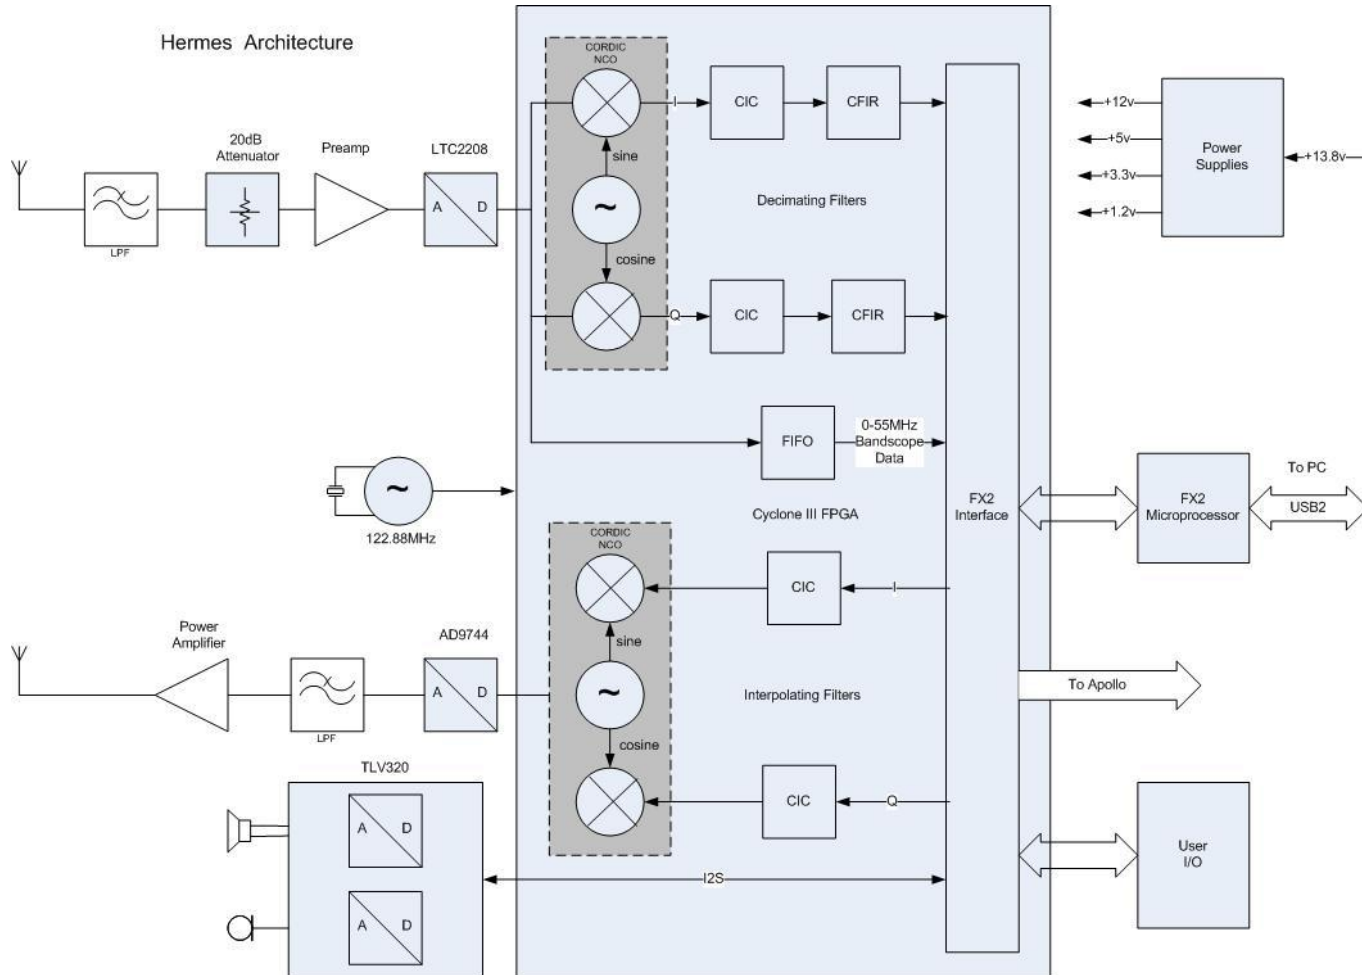 Hermes Architecture
CORDIC
NCO
I
CIC
CFIR
sine
cosine
Decimating Filters
Q
CIC
CFIR
20dB
Attenuator
Preamp
LTC2208
A
D
LPF
+12v
+5v
+3.3v
+1.2v
Power
Supplies
+13.8v
FIFO
0-55MHz
Bandscope
Data
122.88MHz
Cyclone III FPGA
FX2
Interface
FX2
Microprocessor
To PC
USB2
CORDIC
NCO
CIC
I
sine
cosine
Interpolating Filters
CIC
Q
Power
Amplifier
LPF
AD9744
A
D
To Apollo
TLV320
A
D
A
D
I2S
User
I/O